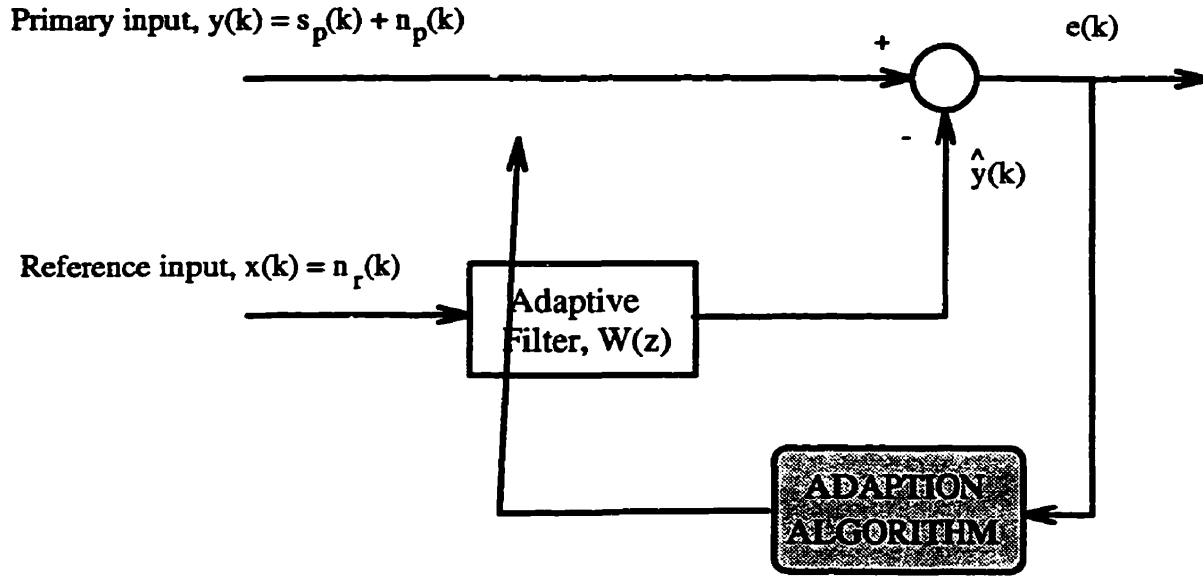 Primary input, y(k) = s_p(k) + n_p(k)
e(k)
+
-
ŷ(k)
Reference input, x(k) = n_r(k)
Adaptive
Filter, W(z)
ADAPTION
ALGORITHM